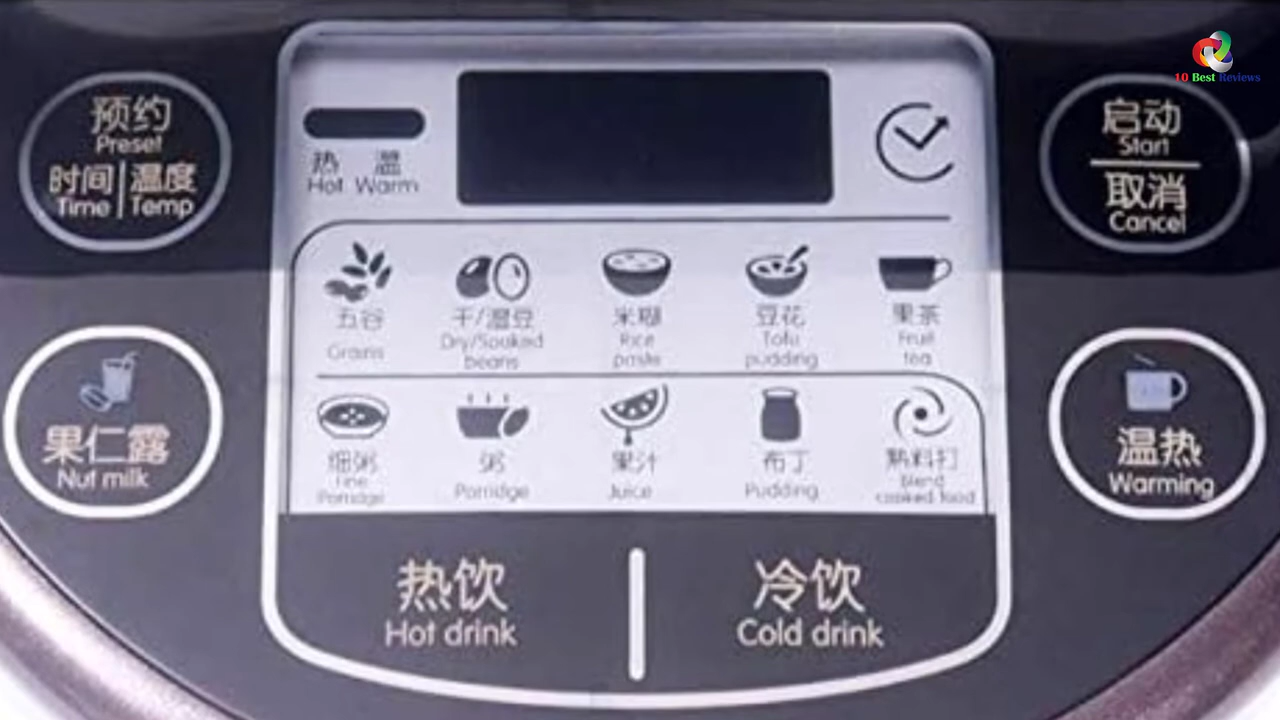 预约
Preset
时间|温度
Time|Temp
果仁露
Nut milk
热 温
Hot Warm
五谷
Grains
干/湿豆
Dry/Soaked
beans
米糊
Rice
paste
豆花
Tofu
pudding
果茶
Fruit
tea
细粥
Fine
Porridge
粥
Porridge
果汁
Juice
布丁
Pudding
熟料打
Blend
cooked food
热饮
Hot drink
冷饮
Cold drink
10 Best Reviews
启动
Start
取消
Cancel
温热
Warming